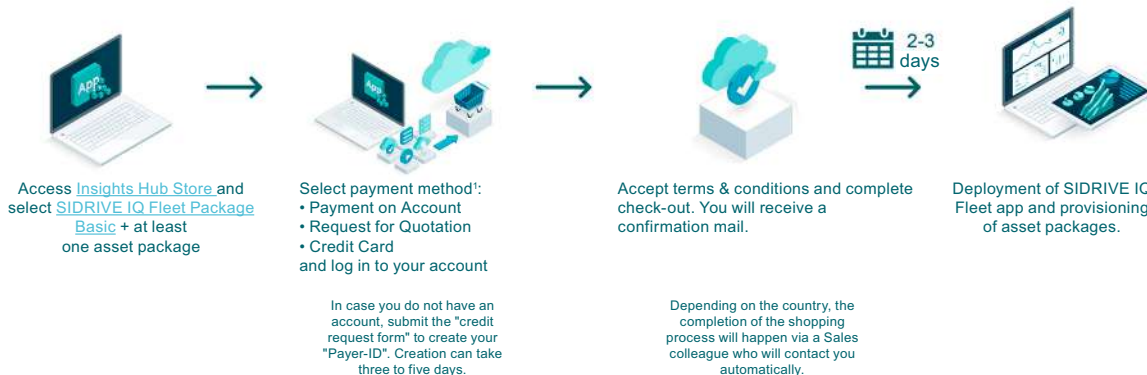 App
2-3
days
Access Insights Hub Store and
select SIDRIVE IQ Fleet Package
Basic + at least
one asset package
Select payment method¹:
• Payment on Account
• Request for Quotation
• Credit Card
and log in to your account
In case you do not have an
account, submit the "credit
request form" to create your
"Payer-ID". Creation can take
three to five days.
Accept terms & conditions and complete
check-out. You will receive a
confirmation mail.
Depending on the country, the
completion of the shopping
process will happen via a Sales
colleague who will contact you
automatically.
Deployment of SIDRIVE IQ
Fleet app and provisioning
of asset packages.